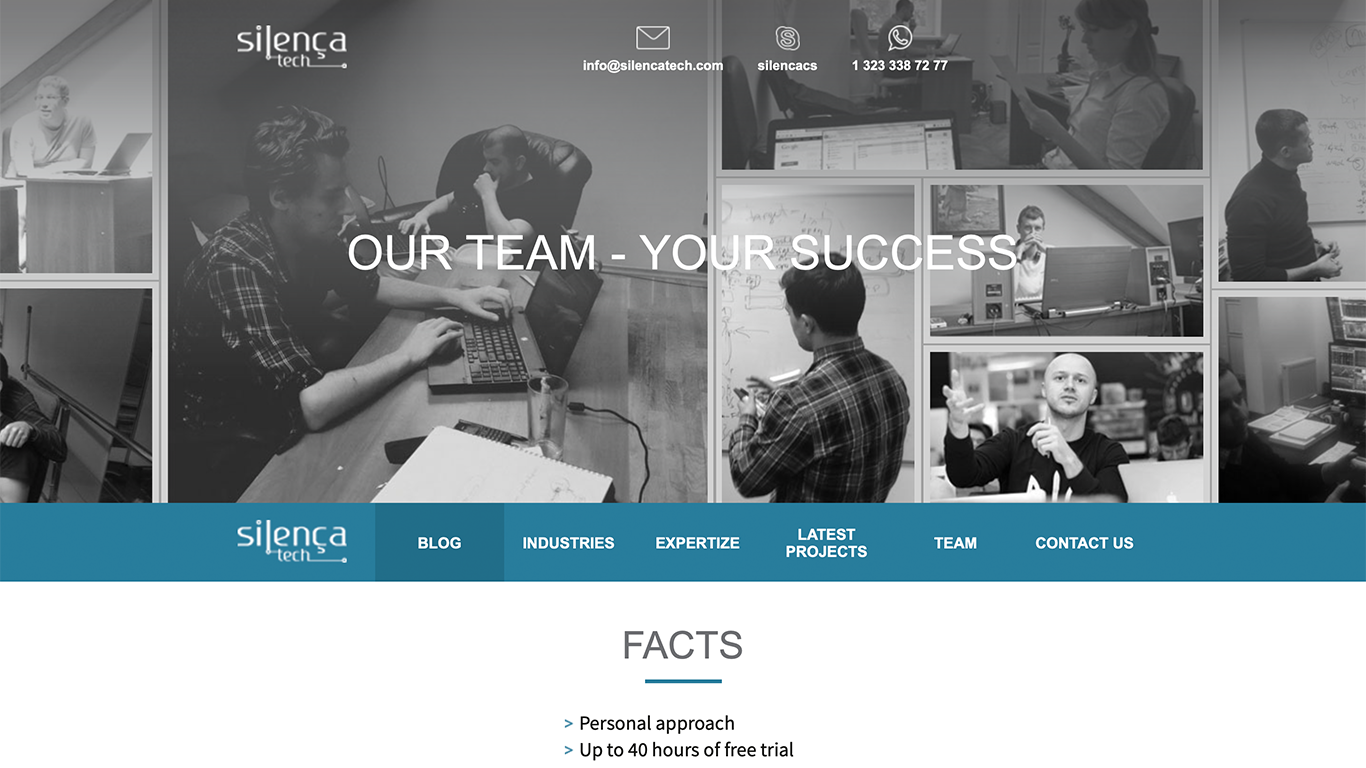 silença
tech
info@silencatech.com
silencacs
1 323 338 72 77
OUR TEAM - YOUR SUCCESS
silença
tech
BLOG
INDUSTRIES
EXPERTIZE
LATEST
PROJECTS
TEAM
CONTACT US
FACTS
> Personal approach
> Up to 40 hours of free trial